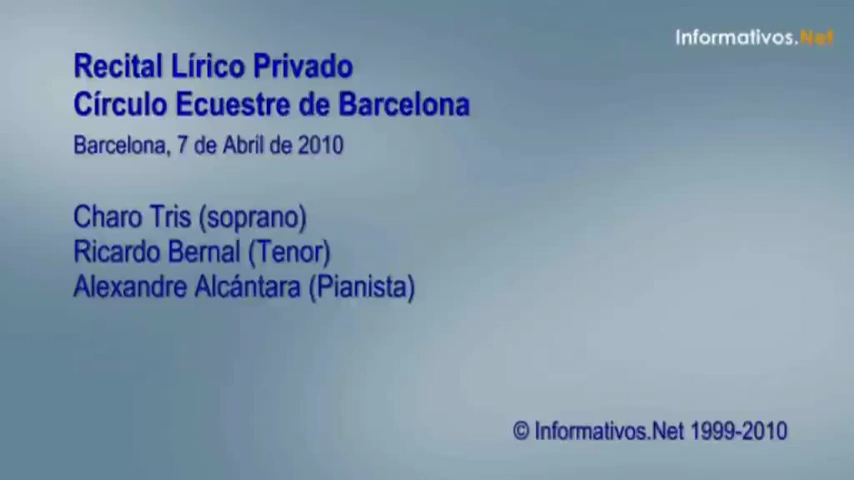 Informativos.Net
Recital Lírico Privado
Círculo Ecuestre de Barcelona
Barcelona, 7 de Abril de 2010
Charo Tris (soprano)
Ricardo Bernal (Tenor)
Alexandre Alcántara (Pianista)
© Informativos.Net 1999-2010